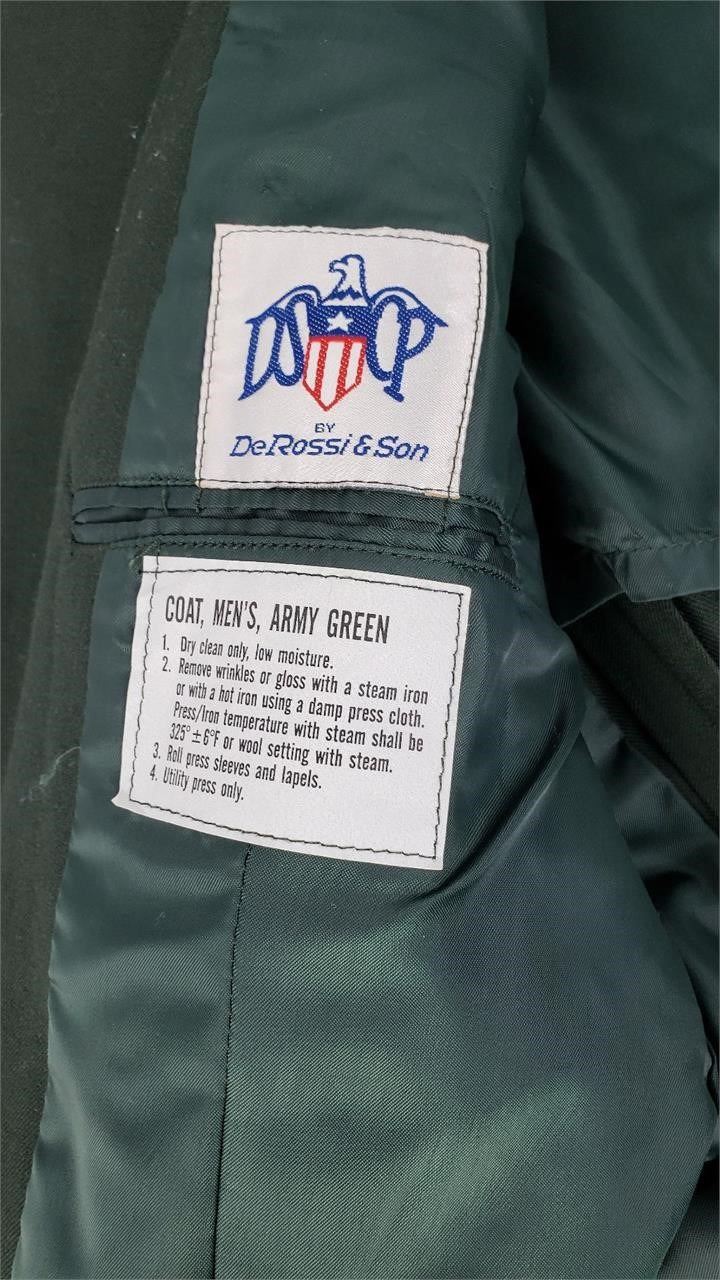 DSCP
BY
DeRossi & Son
COAT, MEN'S, ARMY GREEN
1. Dry clean only, low moisture.
2. Remove wrinkles or gloss with a steam iron
or with a hot iron using a damp press cloth.
Press/Iron temperature with steam shall be
325° ± 6°F or wool setting with steam.
3. Roll press sleeves and lapels.
4. Utility press only.